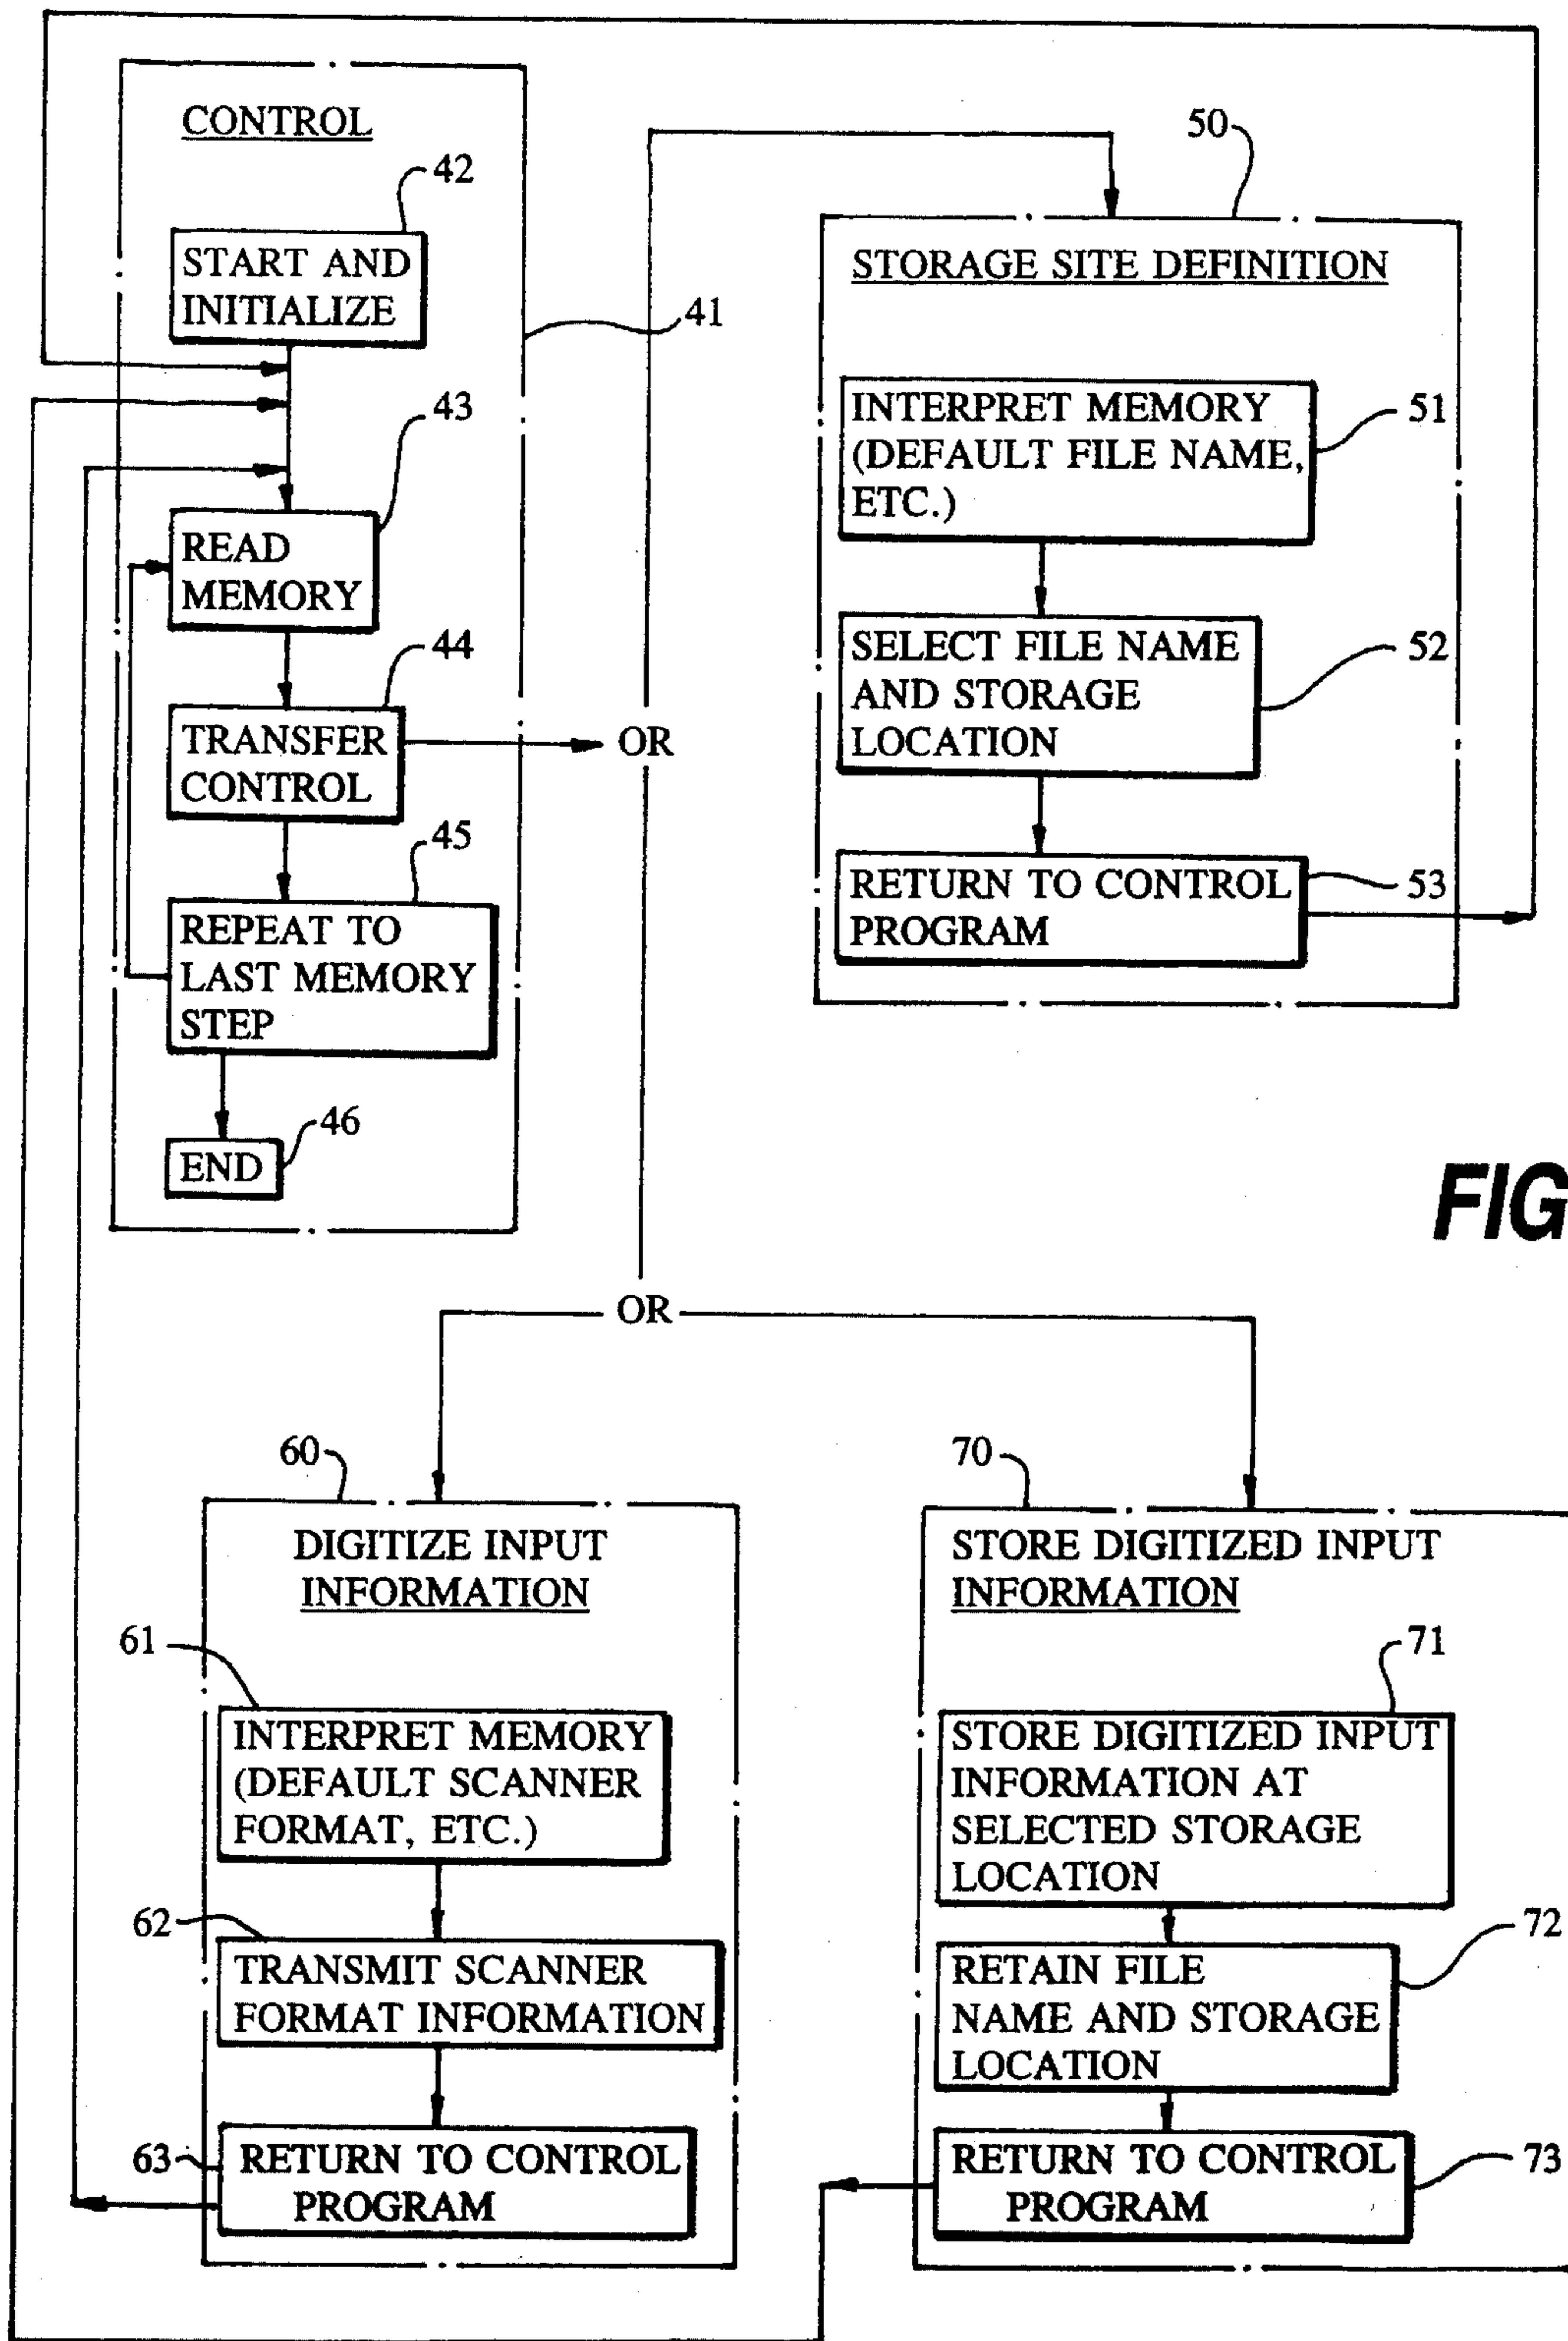 CONTROL
42
START AND
INITIALIZE
41
43
READ
MEMORY
44
TRANSFER
CONTROL
OR
45
REPEAT TO
LAST MEMORY
STEP
46
END
50
STORAGE SITE DEFINITION
51
INTERPRET MEMORY
(DEFAULT FILE NAME,
ETC.)
52
SELECT FILE NAME
AND STORAGE
LOCATION
53
RETURN TO CONTROL
PROGRAM
FIG
OR
60
DIGITIZE INPUT
INFORMATION
61
INTERPRET MEMORY
(DEFAULT SCANNER
FORMAT, ETC.)
62
TRANSMIT SCANNER
FORMAT INFORMATION
63
RETURN TO CONTROL
PROGRAM
70
STORE DIGITIZED INPUT
INFORMATION
71
STORE DIGITIZED INPUT
INFORMATION AT
SELECTED STORAGE
LOCATION
72
RETAIN FILE
NAME AND STORAGE
LOCATION
73
RETURN TO CONTROL
PROGRAM